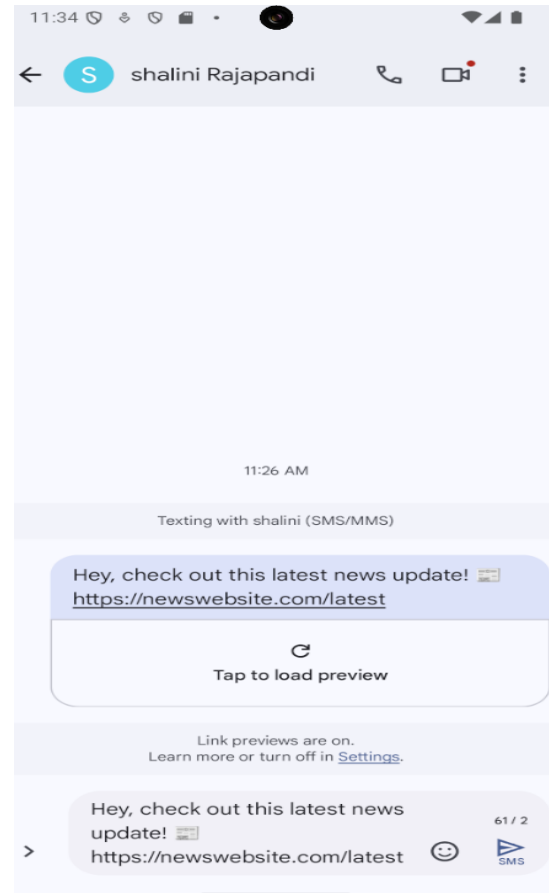 11:34
S shalini Rajapandi
11:26 AM
Texting with shalini (SMS/MMS)
Hey, check out this latest news update! 📰
https://newswebsite.com/latest
Tap to load preview
Link previews are on.
Learn more or turn off in Settings.
Hey, check out this latest news
update! 📰
https://newswebsite.com/latest
61 / 2
SMS